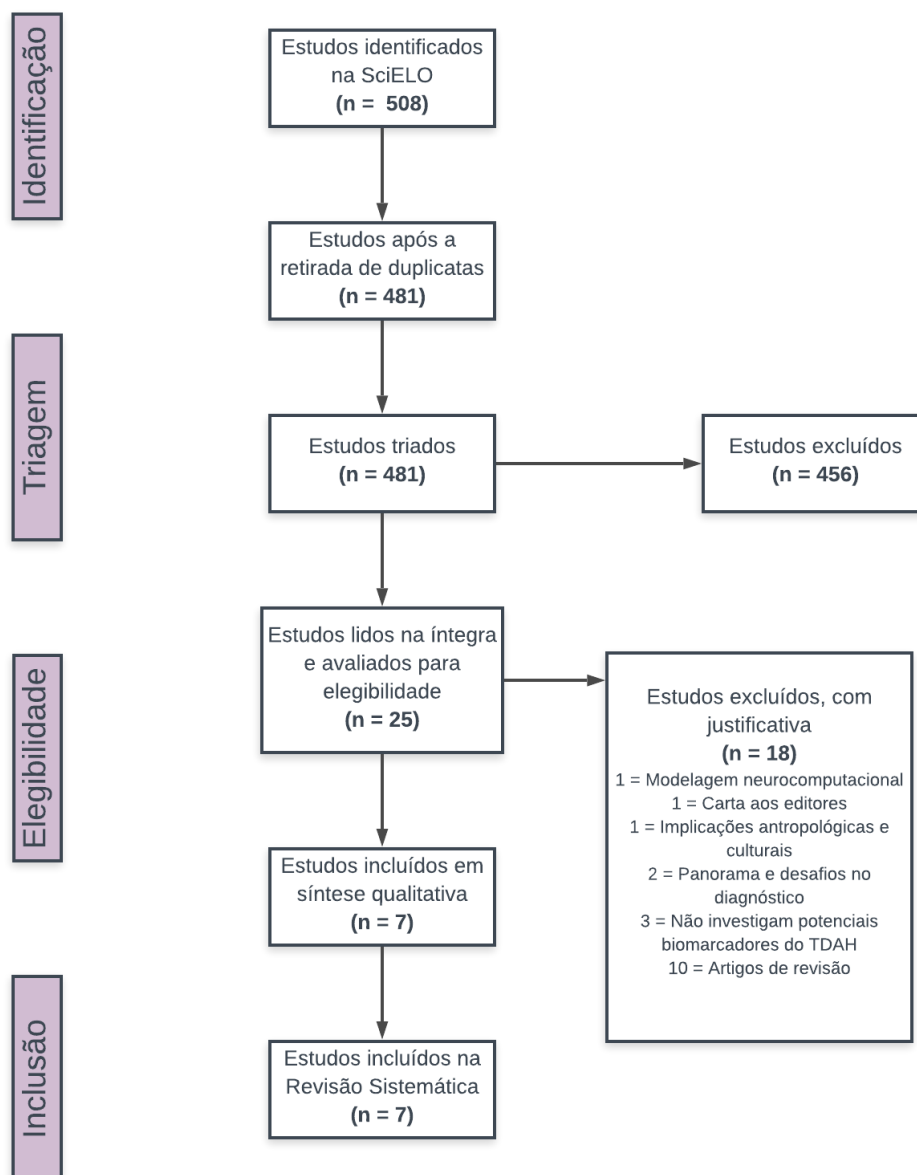 Identificação
Estudos identificados
na SciELO
(n = 508)
Estudos após a
retirada de duplicatas
(n = 481)
Triagem
Estudos triados
(n = 481)
Estudos excluídos
(n = 456)
Elegibilidade
Estudos lidos na íntegra
e avaliados para
elegibilidade
(n = 25)
Estudos excluídos, com
justificativa
(n = 18)
1 = Modelagem neurocomputacional
1 = Carta aos editores
1 = Implicações antropológicas e
culturais
2 = Panorama e desafios no
diagnóstico
3 = Não investigam potenciais
biomarcadores do TDAH
10 = Artigos de revisão
Estudos incluídos em
síntese qualitativa
(n = 7)
Inclusão
Estudos incluídos na
Revisão Sistemática
(n = 7)